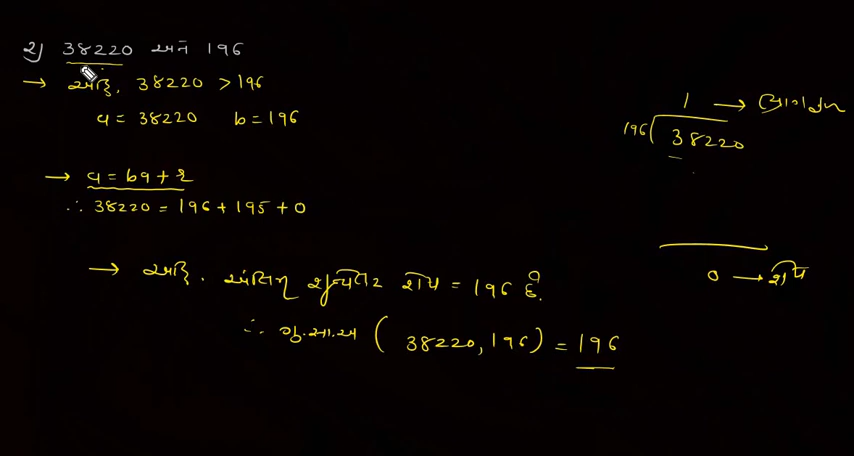 ૨) 38220 અને 196
→ અહિં, 38220 > 196
a = 38220 b = 196
→ a = bq + r
∴ 38220 = 196 + 195 + 0
→ અહિં. અંતિમ શૂન્યેતર શેષ = 196 છે.
∴ ગુ.સા.અ ( 38220, 196 ) = 196
1 →
196 38220
0 → શેષ